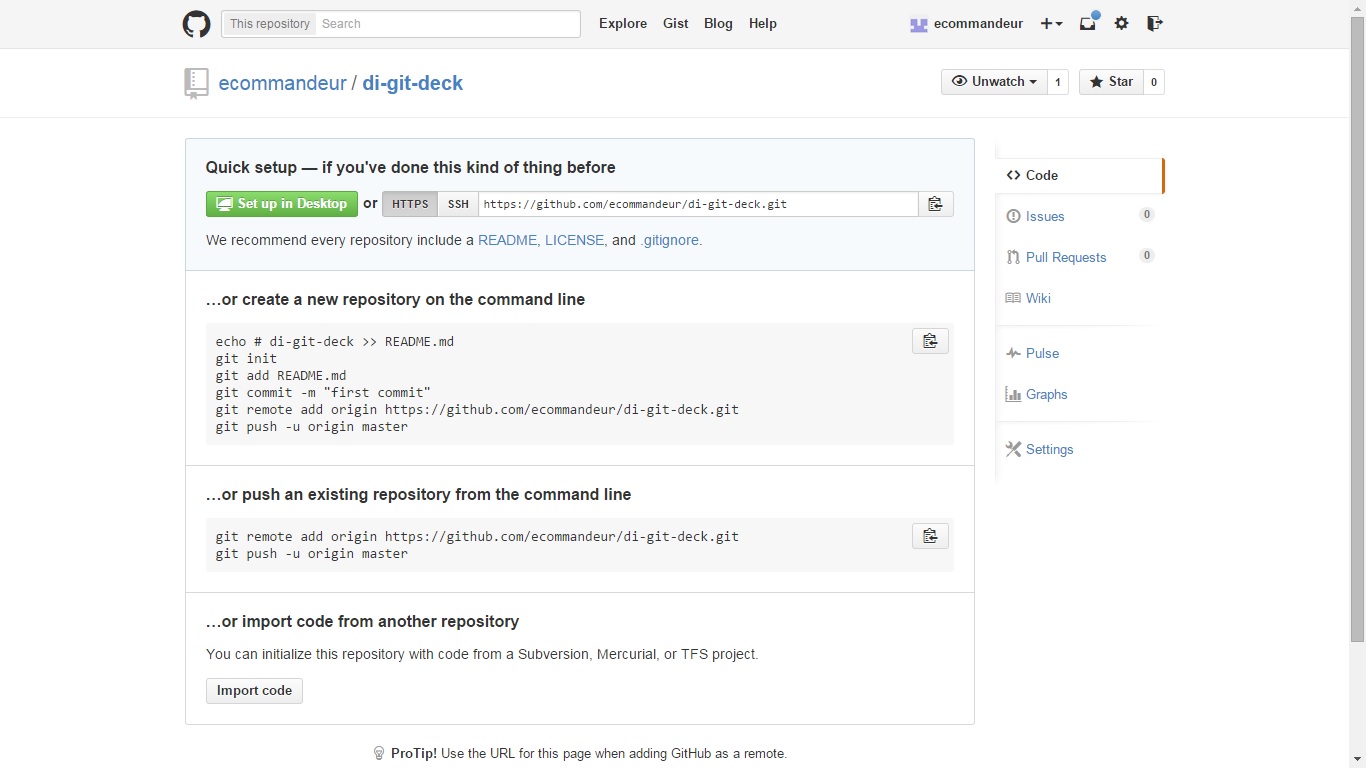 This repository Search Explore Gist Blog Help ecommandeur
ecommandeur / di-git-deck Unwatch 1 Star 0
Quick setup — if you've done this kind of thing before
Set up in Desktop or HTTPS SSH https://github.com/ecommandeur/di-git-deck.git
We recommend every repository include a README, LICENSE, and .gitignore.
…or create a new repository on the command line
echo # di-git-deck >> README.md
git init
git add README.md
git commit -m "first commit"
git remote add origin https://github.com/ecommandeur/di-git-deck.git
git push -u origin master
…or push an existing repository from the command line
git remote add origin https://github.com/ecommandeur/di-git-deck.git
git push -u origin master
…or import code from another repository
You can initialize this repository with code from a Subversion, Mercurial, or TFS project.
Import code
ProTip! Use the URL for this page when adding GitHub as a remote.
Code
Issues 0
Pull Requests 0
Wiki
Pulse
Graphs
Settings